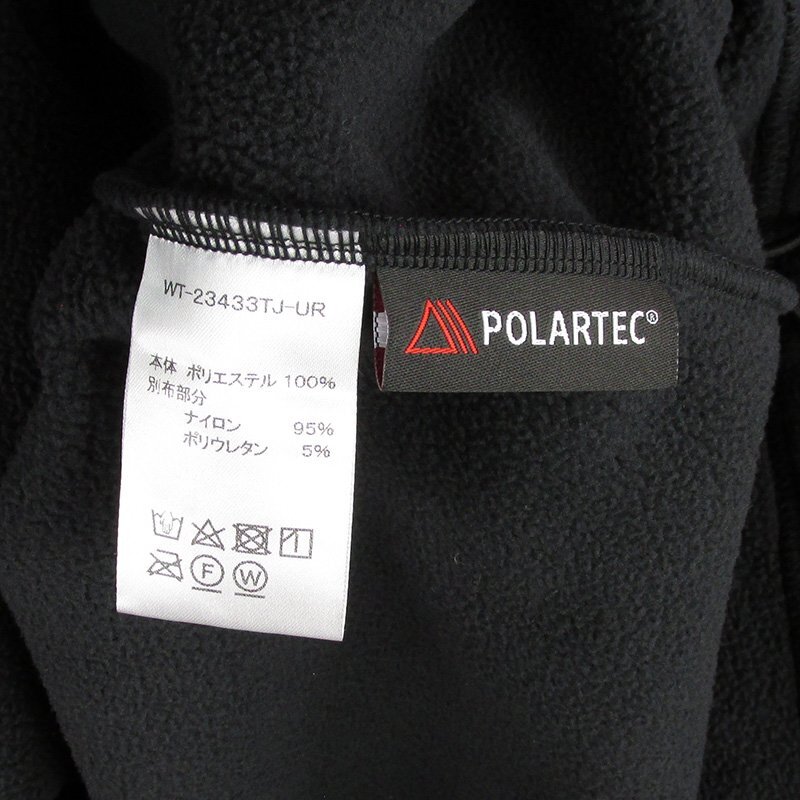 WT-23433TJ-UR
本体 ポリエステル 100%
別布部分
ナイロン 95%
ポリウレタン 5%
F W
POLARTEC®